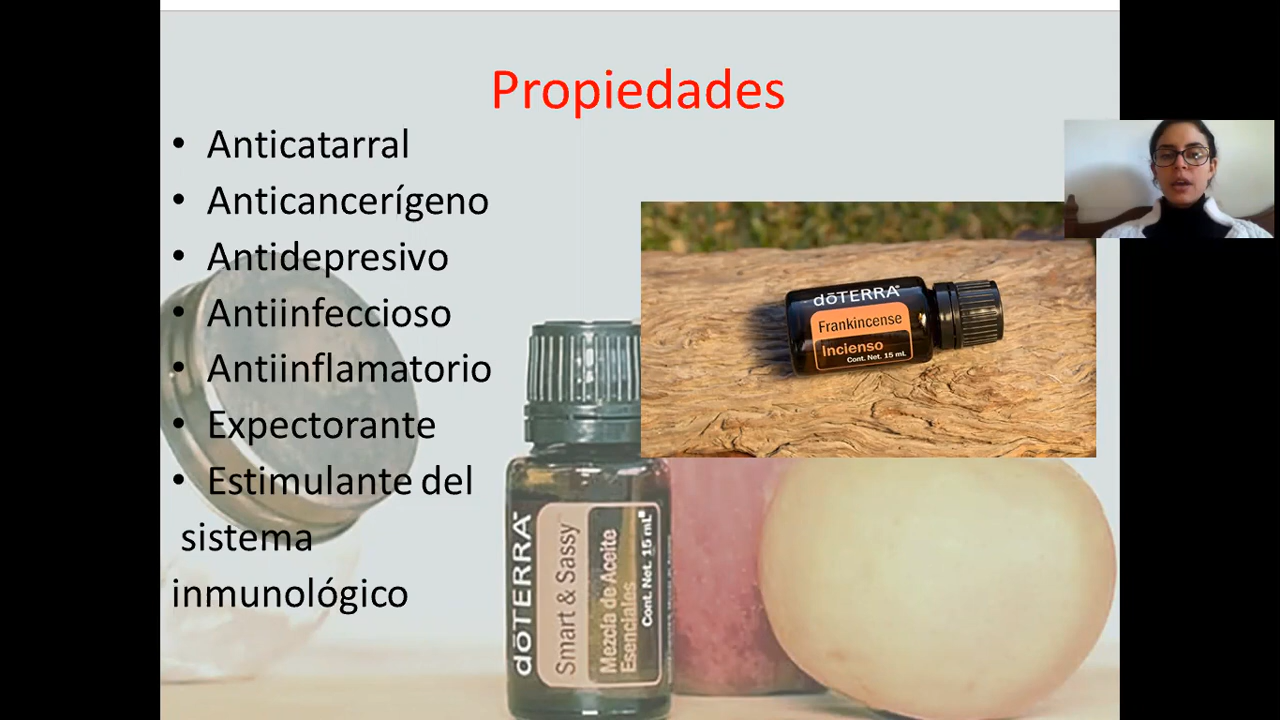 Propiedades
• Anticatarral
• Anticancerígeno
• Antidepresivo
• Antiinfeccioso
• Antiinflamatorio
• Expectorante
• Estimulante del
sistema
inmunológico
dōTERRA
Frankincense
Incienso
Cont. Net. 15 mL
dōTERRA
Smart & Sassy
Mezcla de Aceite
Esenciales
Cont. Net. 15 mL